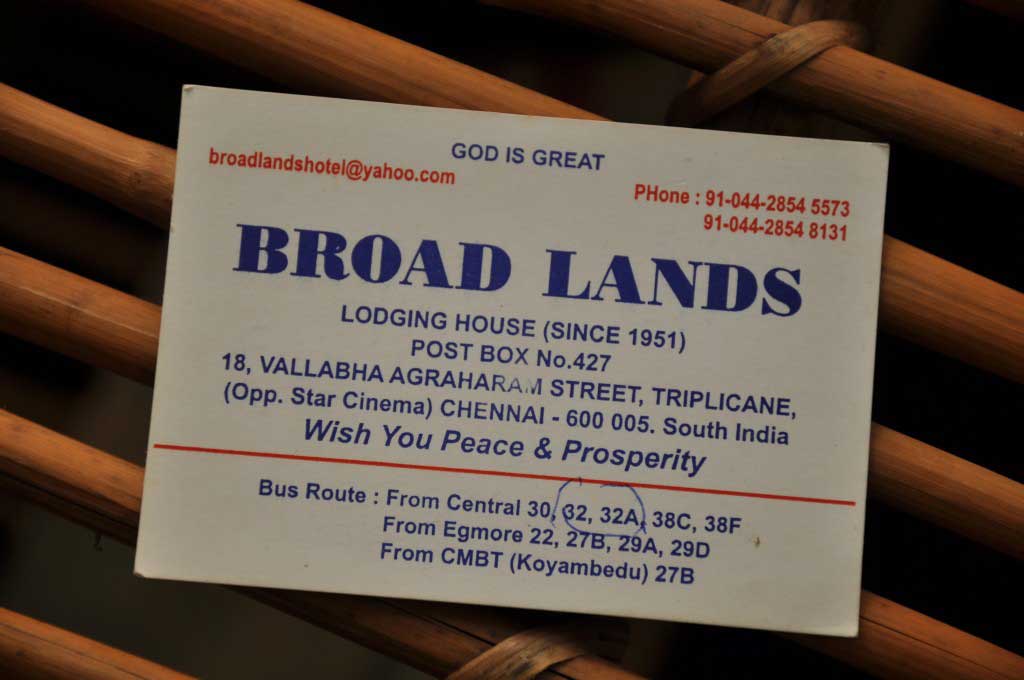 GOD IS GREAT
broadlandshotel@yahoo.com
PHone : 91-044-2854 5573
91-044-2854 8131
BROAD LANDS
LODGING HOUSE (SINCE 1951)
POST BOX No.427
18, VALLABHA AGRAHARAM STREET, TRIPLICANE,
(Opp. Star Cinema) CHENNAI - 600 005. South India
Wish You Peace & Prosperity
Bus Route : From Central 30, 32, 32A, 38C, 38F
From Egmore 22, 27B, 29A, 29D
From CMBT (Koyambedu) 27B